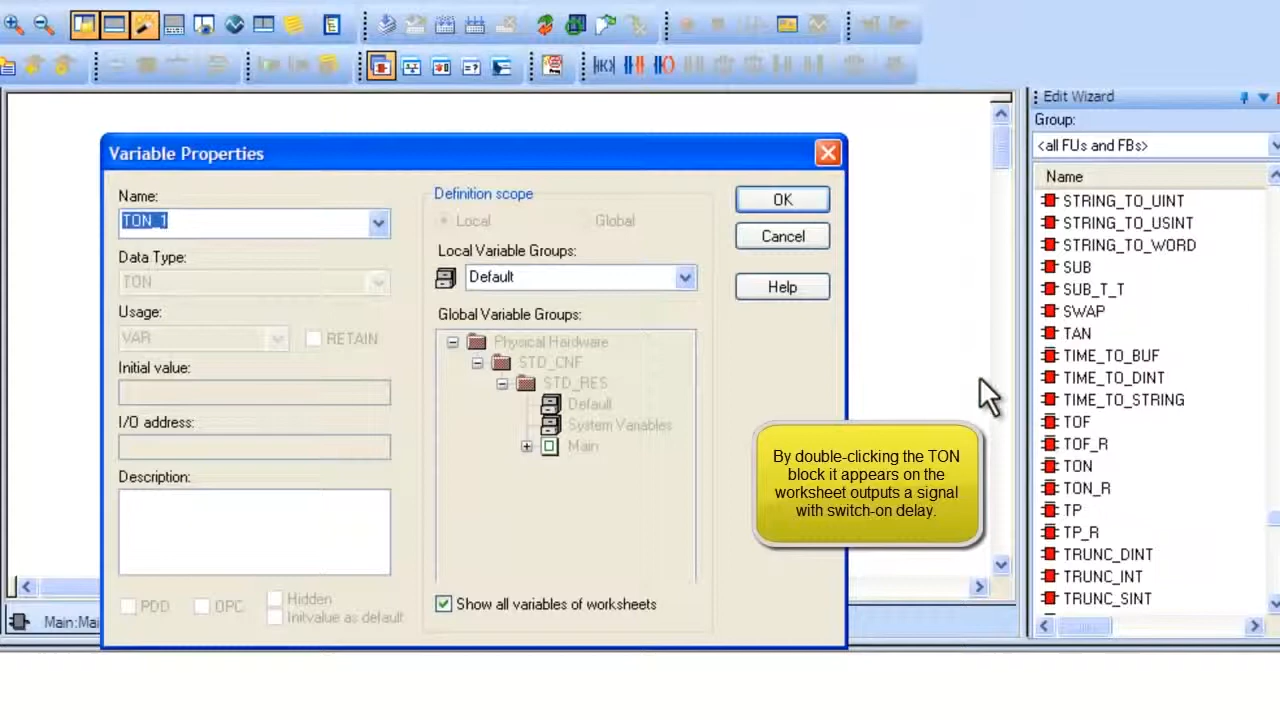 Edit Wizard
Group:
<all FUs and FBs>
Name
STRING_TO_UINT
STRING_TO_USINT
STRING_TO_WORD
SUB
SUB_T_T
SWAP
TAN
TIME_TO_BUF
TIME_TO_DINT
TIME_TO_STRING
TOF
TOF_R
TON
TON_R
TP
TP_R
TRUNC_DINT
TRUNC_INT
TRUNC_SINT
Variable Properties
Name:
TON_1
Data Type:
TON
Usage:
VAR
RETAIN
Initial value:
I/O address:
Description:
PDD
OPC
Hidden
Initvalue as default
Definition scope
Local
Global
Local Variable Groups:
Default
Global Variable Groups:
Physical Hardware
STD_CNF
STD_RES
Default
System Variables
Main
Show all variables of worksheets
OK
Cancel
Help
By double-clicking the TON
block it appears on the
worksheet outputs a signal
with switch-on delay.
Main:Mai